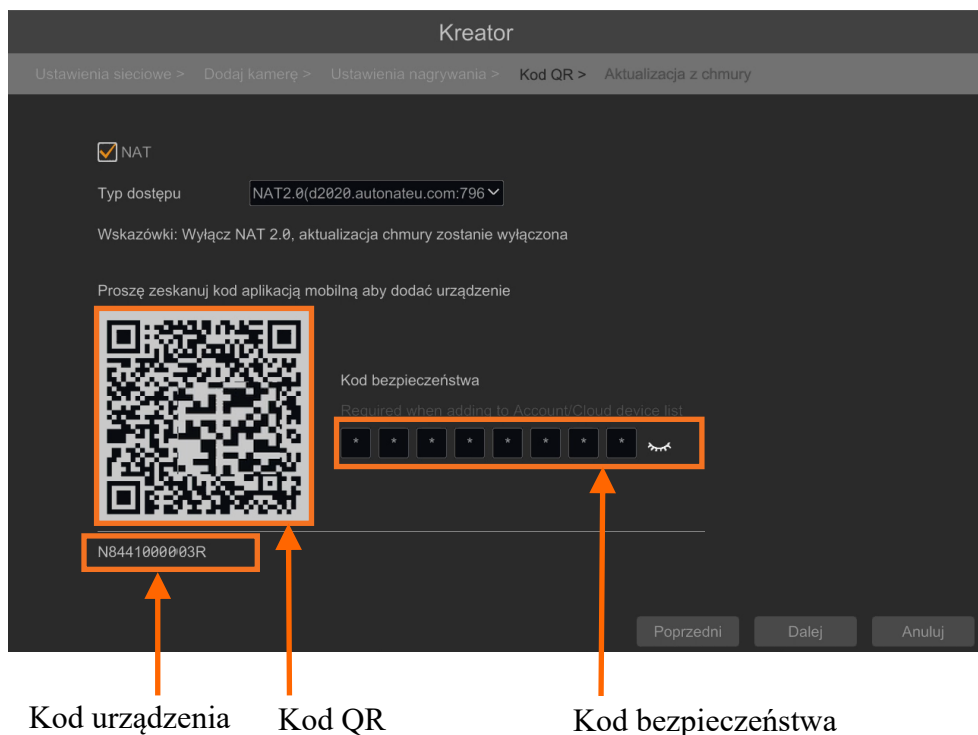 Kreator
Ustawienia sieciowe > Dodaj kamerę > Ustawienia nagrywania > Kod QR > Aktualizacja z chmury
NAT
Typ dostępu NAT2.0(d2020.autonateu.com:796
Wskazówki: Wyłącz NAT 2.0, aktualizacja chmury zostanie wyłączona
Proszę zeskanuj kod aplikacją mobilną aby dodać urządzenie
Kod bezpieczeństwa
Required when adding to Account/Cloud device list
* * * * * * * *
N8441000003R
Poprzedni Dalej Anuluj
Kod urządzenia Kod QR Kod bezpieczeństwa